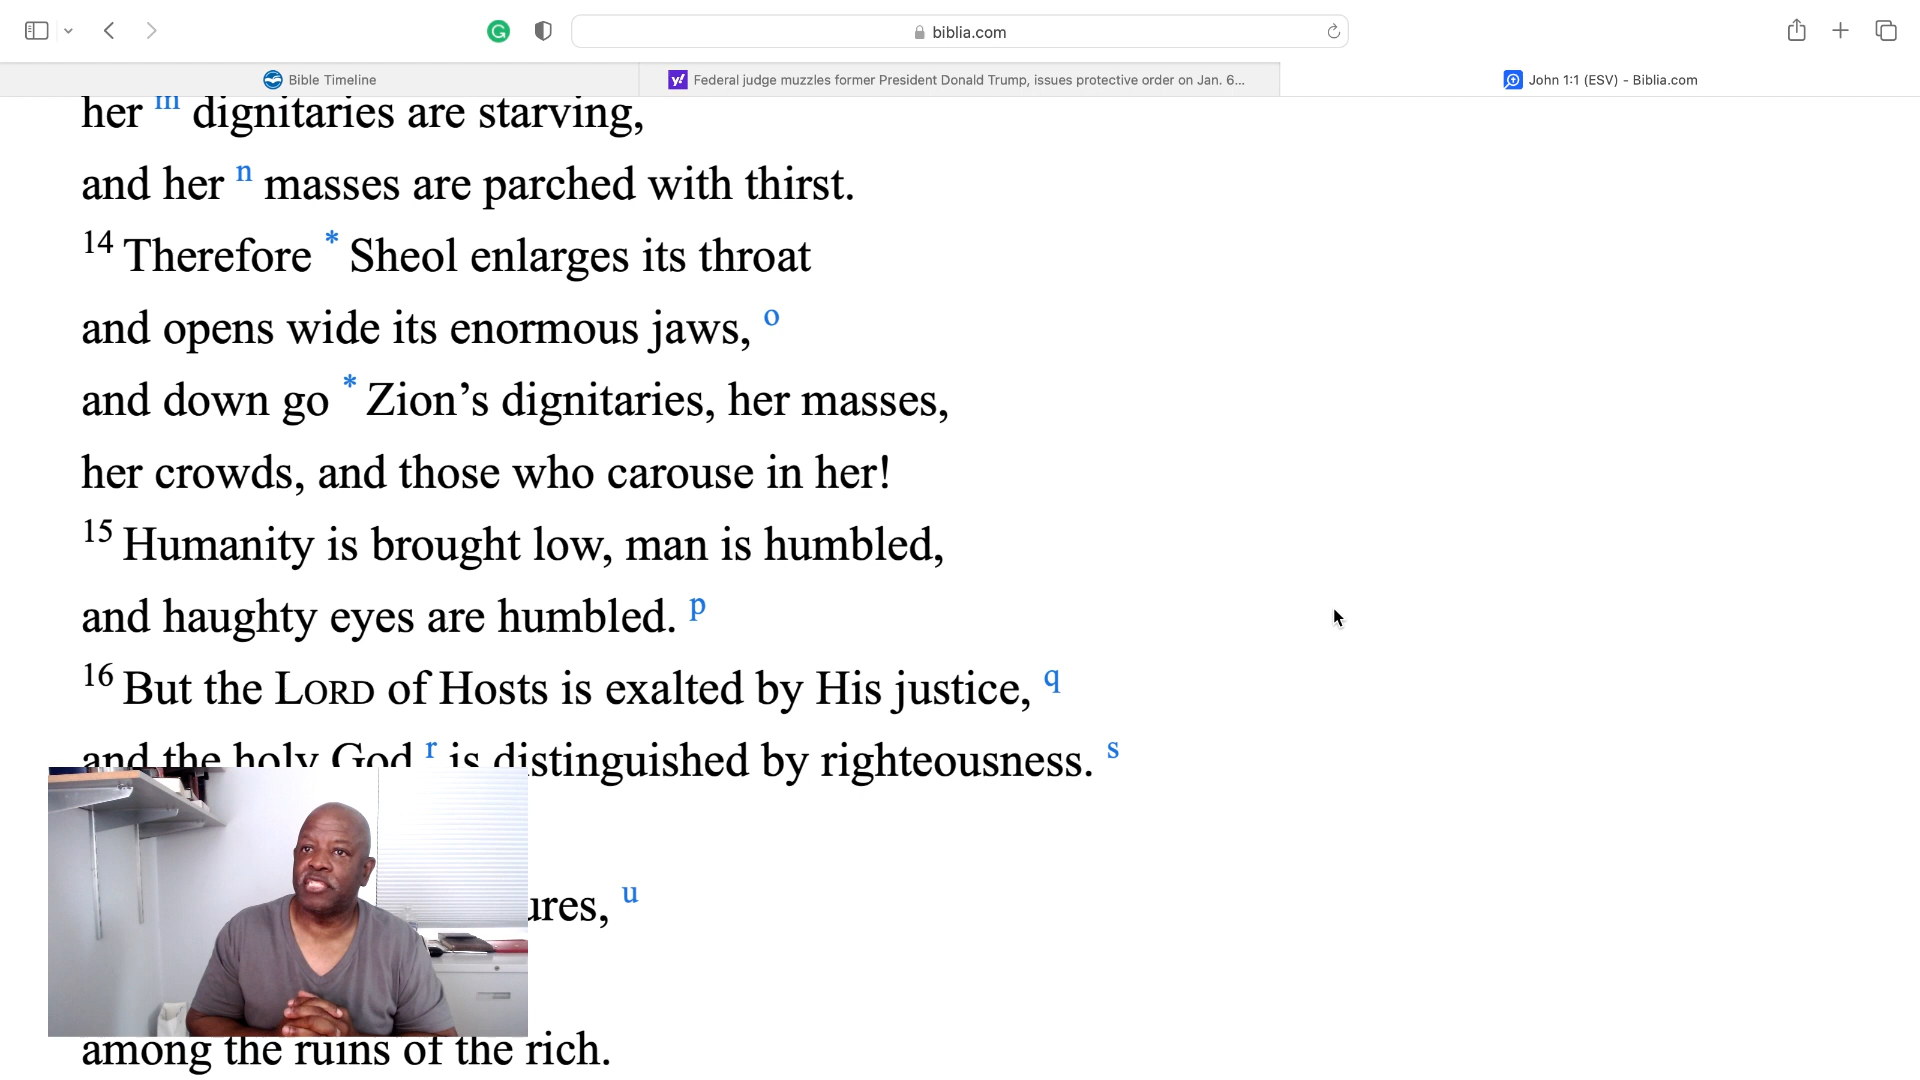 biblia.com
Bible Timeline
Federal judge muzzles former President Donald Trump, issues protective order on Jan. 6...
John 1:1 (ESV) - Biblia.com
her m dignitaries are starving,
and her n masses are parched with thirst.
14 Therefore * Sheol enlarges its throat
and opens wide its enormous jaws, o
and down go * Zion’s dignitaries, her masses,
her crowds, and those who carouse in her!
15 Humanity is brought low, man is humbled,
and haughty eyes are humbled. p
16 But the LORD of Hosts is exalted by His justice, q
and the holy God r is distinguished by righteousness. s
u
among the ruins of the rich.